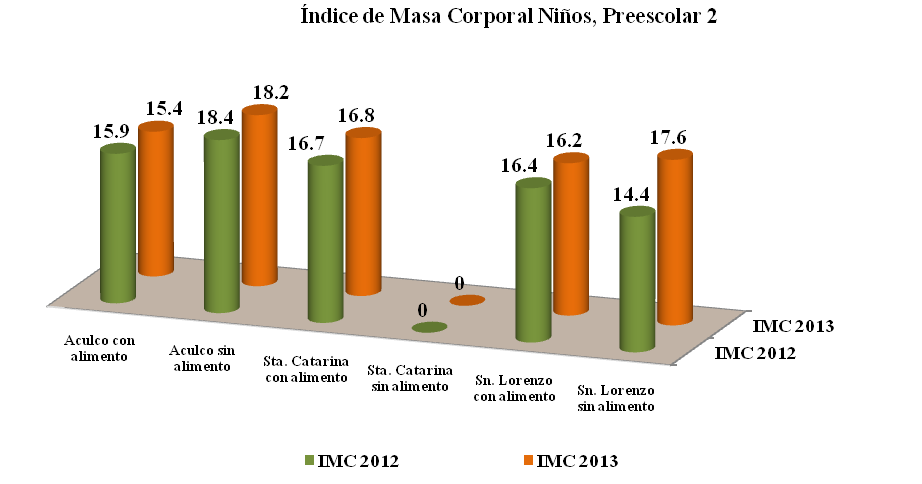 Índice de Masa Corporal Niños, Preescolar 2
15.9
15.4
18.4
18.2
16.7
16.8
0
0
16.4
16.2
14.4
17.6
Aculco con
alimento
Aculco sin
alimento
Sta. Catarina
con alimento
Sta. Catarina
sin alimento
Sn. Lorenzo
con alimento
Sn. Lorenzo
sin alimento
IMC 2013
IMC 2012
IMC 2012
IMC 2013